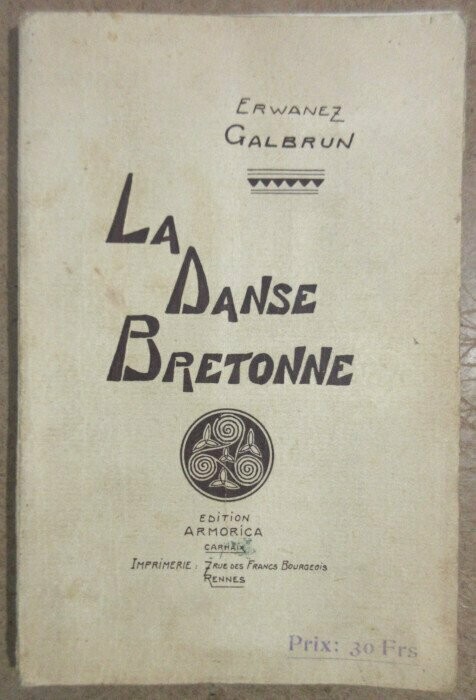 ERWANEZ
GALBRUN
LA
DANSE
BRETONNE
EDITION
ARMORICA
CARHAIX
IMPRIMERIE: 7 RUE DES FRANCS BOURGEOIS
RENNES
Prix: 30 Frs